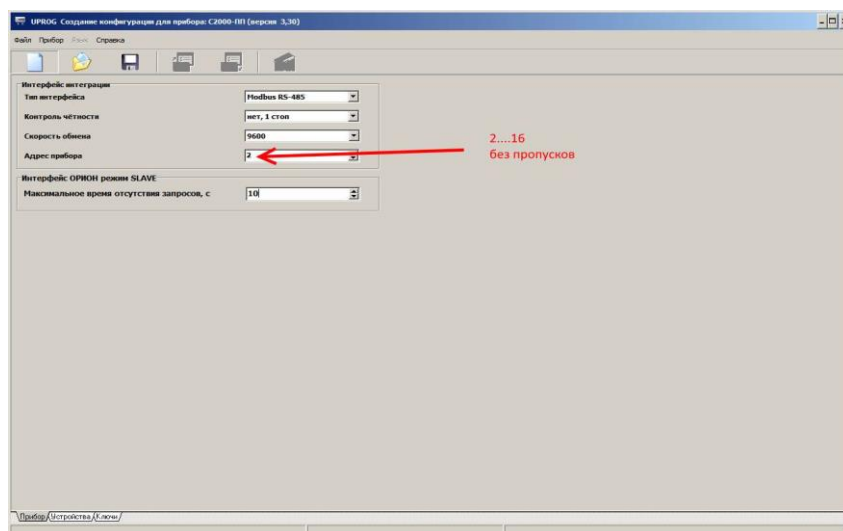 UPROG Создание конфигурации для прибора: С2000-ПП (версия 3,30)
Файл Прибор Язык Справка
Интерфейс интеграции
Тип интерфейса Modbus RS-485
Контроль чётности нет, 1 стоп
Скорость обмена 9600
Адрес прибора 2
2....16
без пропусков
Интерфейс ОРИОН режим SLAVE
Максимальное время отсутствия запросов, с 10
Прибор Устройства Ключи